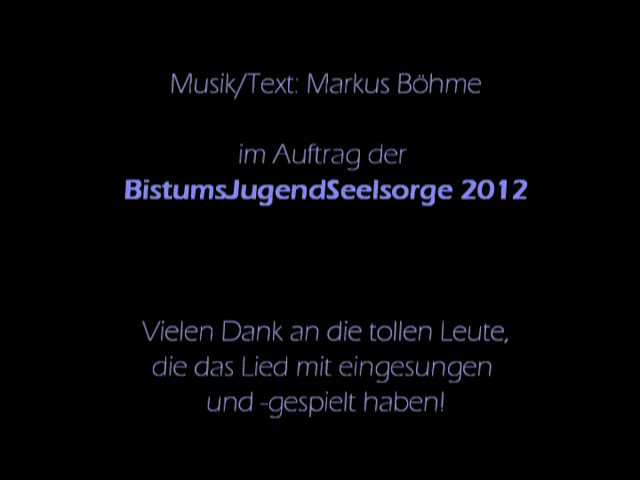 Musik/Text: Markus Böhme
im Auftrag der
BistumsJugendSeelsorge 2012
Vielen Dank an die tollen Leute,
die das Lied mit eingesungen
und -gespielt haben!